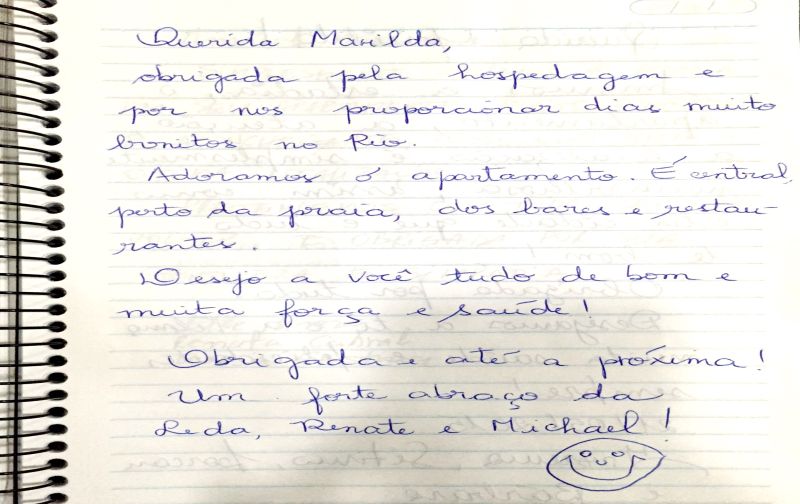 Querida Marilda,
obrigada pela hospedagem e
por nos proporcionar dias muito
bonitos no Rio.
Adoramos o apartamento. É central,
perto da praia, dos bares e restau-
rantes.
Desejo a você tudo de bom e
muita força e saúde!
Obrigada e até a próxima!
Um forte abraço da
Leda, Renate e Michael!